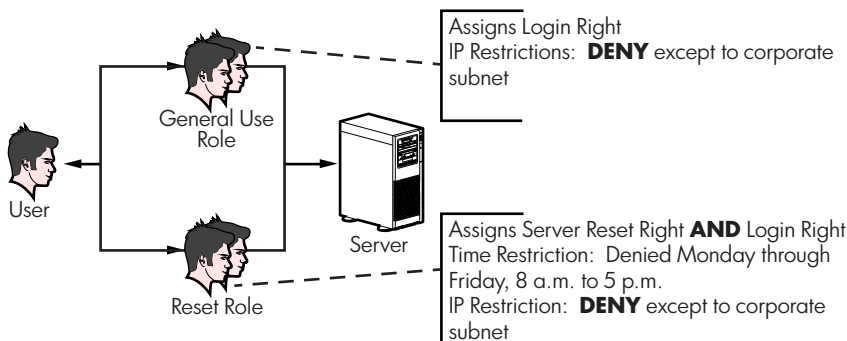 Assigns Login Right
IP Restrictions: DENY except to corporate
subnet
General Use
Role
User
Server
Reset Role
Assigns Server Reset Right AND Login Right
Time Restriction: Denied Monday through
Friday, 8 a.m. to 5 p.m.
IP Restriction: DENY except to corporate
subnet